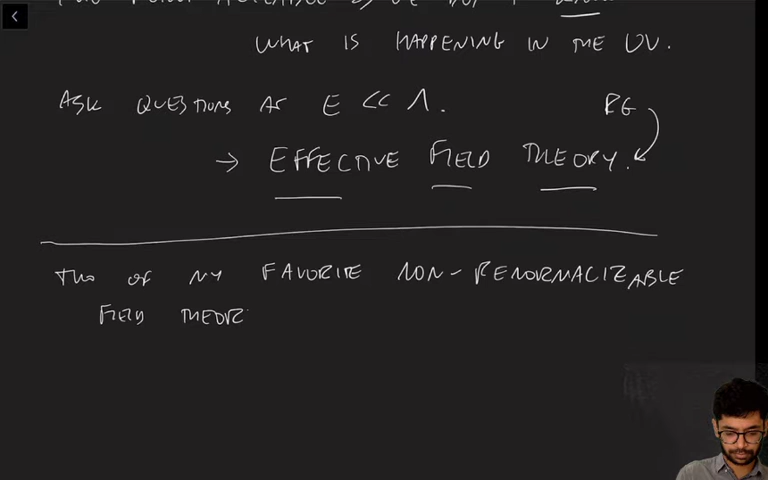 WHAT IS HAPPENING IN THE UV.
ASK QUESTIONS AT E << Λ.
RG
→ EFFECTIVE FIELD THEORY.
TWO OF MY FAVORITE NON-RENORMALIZABLE
FIELD THEOR